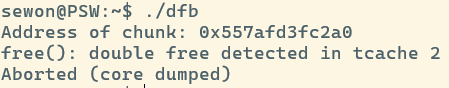 sewon@PSW:~$ ./dfb
Address of chunk: 0x557afd3fc2a0
free(): double free detected in tcache 2
Aborted (core dumped)